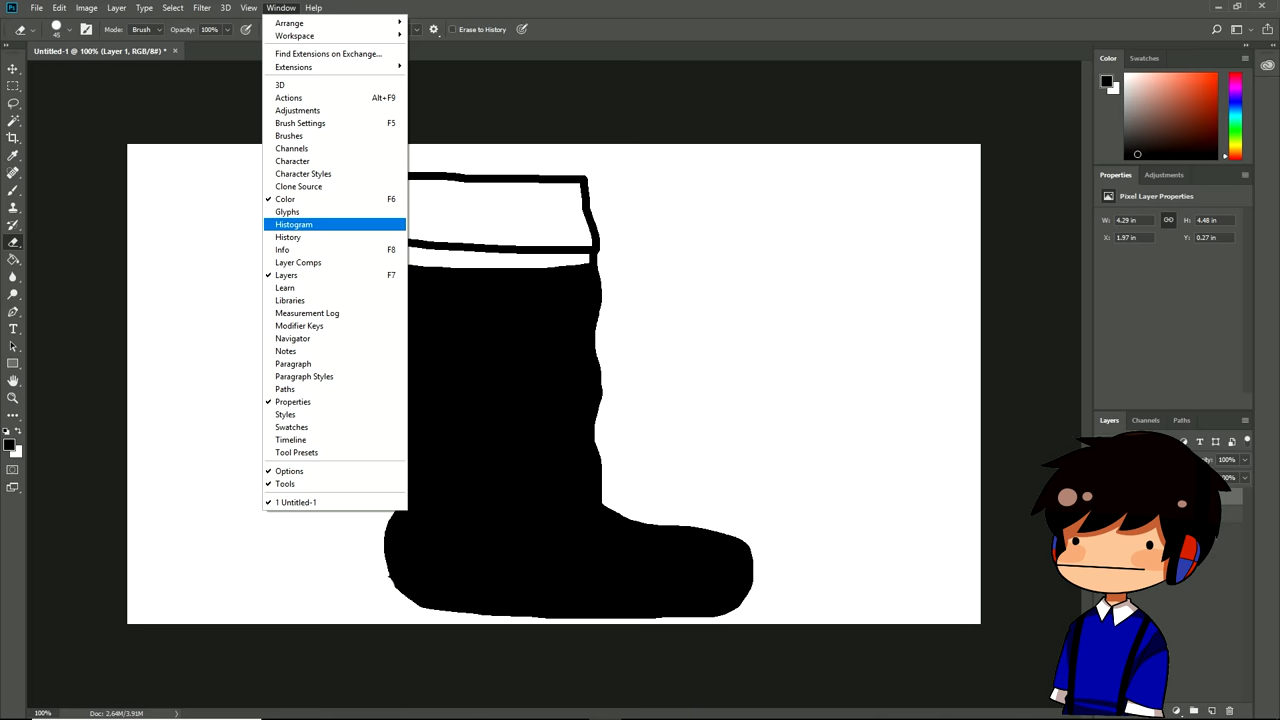 File Edit Image Layer Type Select Filter 3D View Window Help
45 Mode: Brush Opacity: 100% Erase to History
Untitled-1 @ 100% (Layer 1, RGB/8#) * ×
Arrange
Workspace
Find Extensions on Exchange...
Extensions
3D
Actions Alt+F9
Adjustments
Brush Settings F5
Brushes
Channels
Character
Character Styles
Clone Source
Color F6
Glyphs
Histogram
History
Info F8
Layer Comps
Layers F7
Learn
Libraries
Measurement Log
Modifier Keys
Navigator
Notes
Paragraph
Paragraph Styles
Paths
Properties
Styles
Swatches
Timeline
Tool Presets
Options
Tools
1 Untitled-1
Color Swatches
Properties Adjustments
Pixel Layer Properties
W: 4.29 in H: 4.48 in
X: 1.97 in Y: 0.27 in
Layers Channels Paths
100%
100%
100% Doc: 2.64M/3.91M